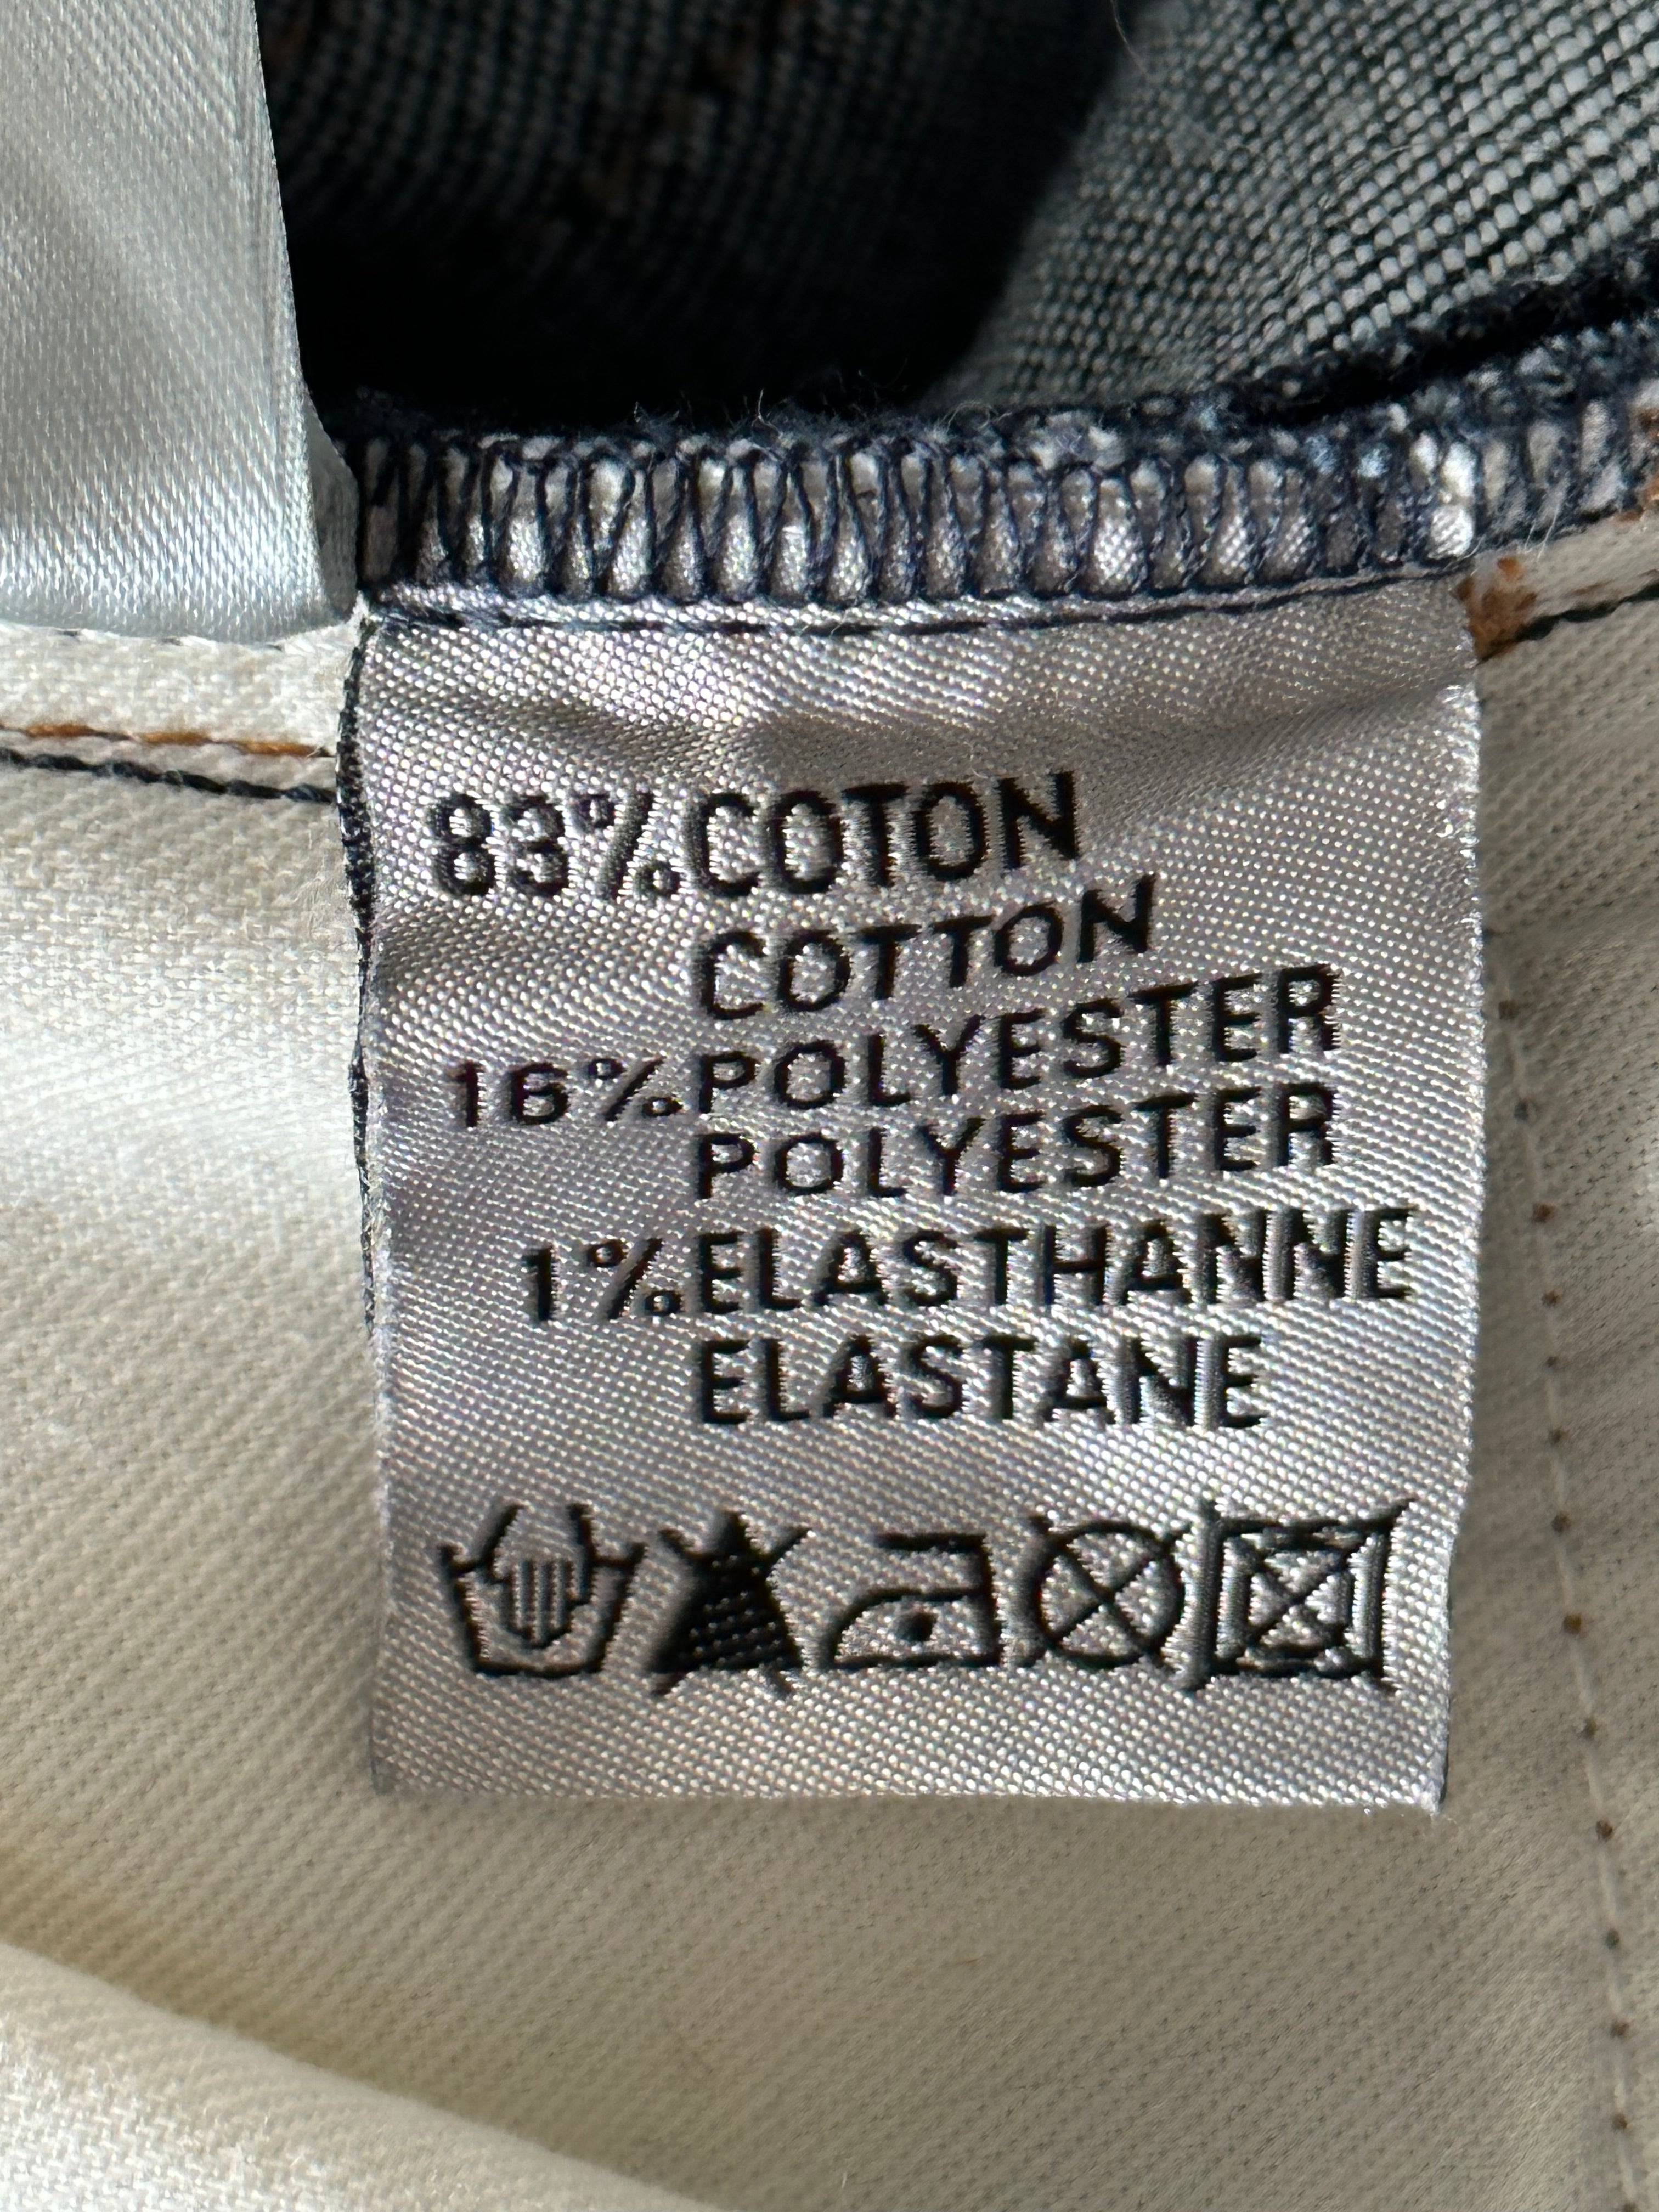 83% COTON
COTTON
16% POLYESTER
POLYESTER
1% ELASTHANNE
ELASTANE